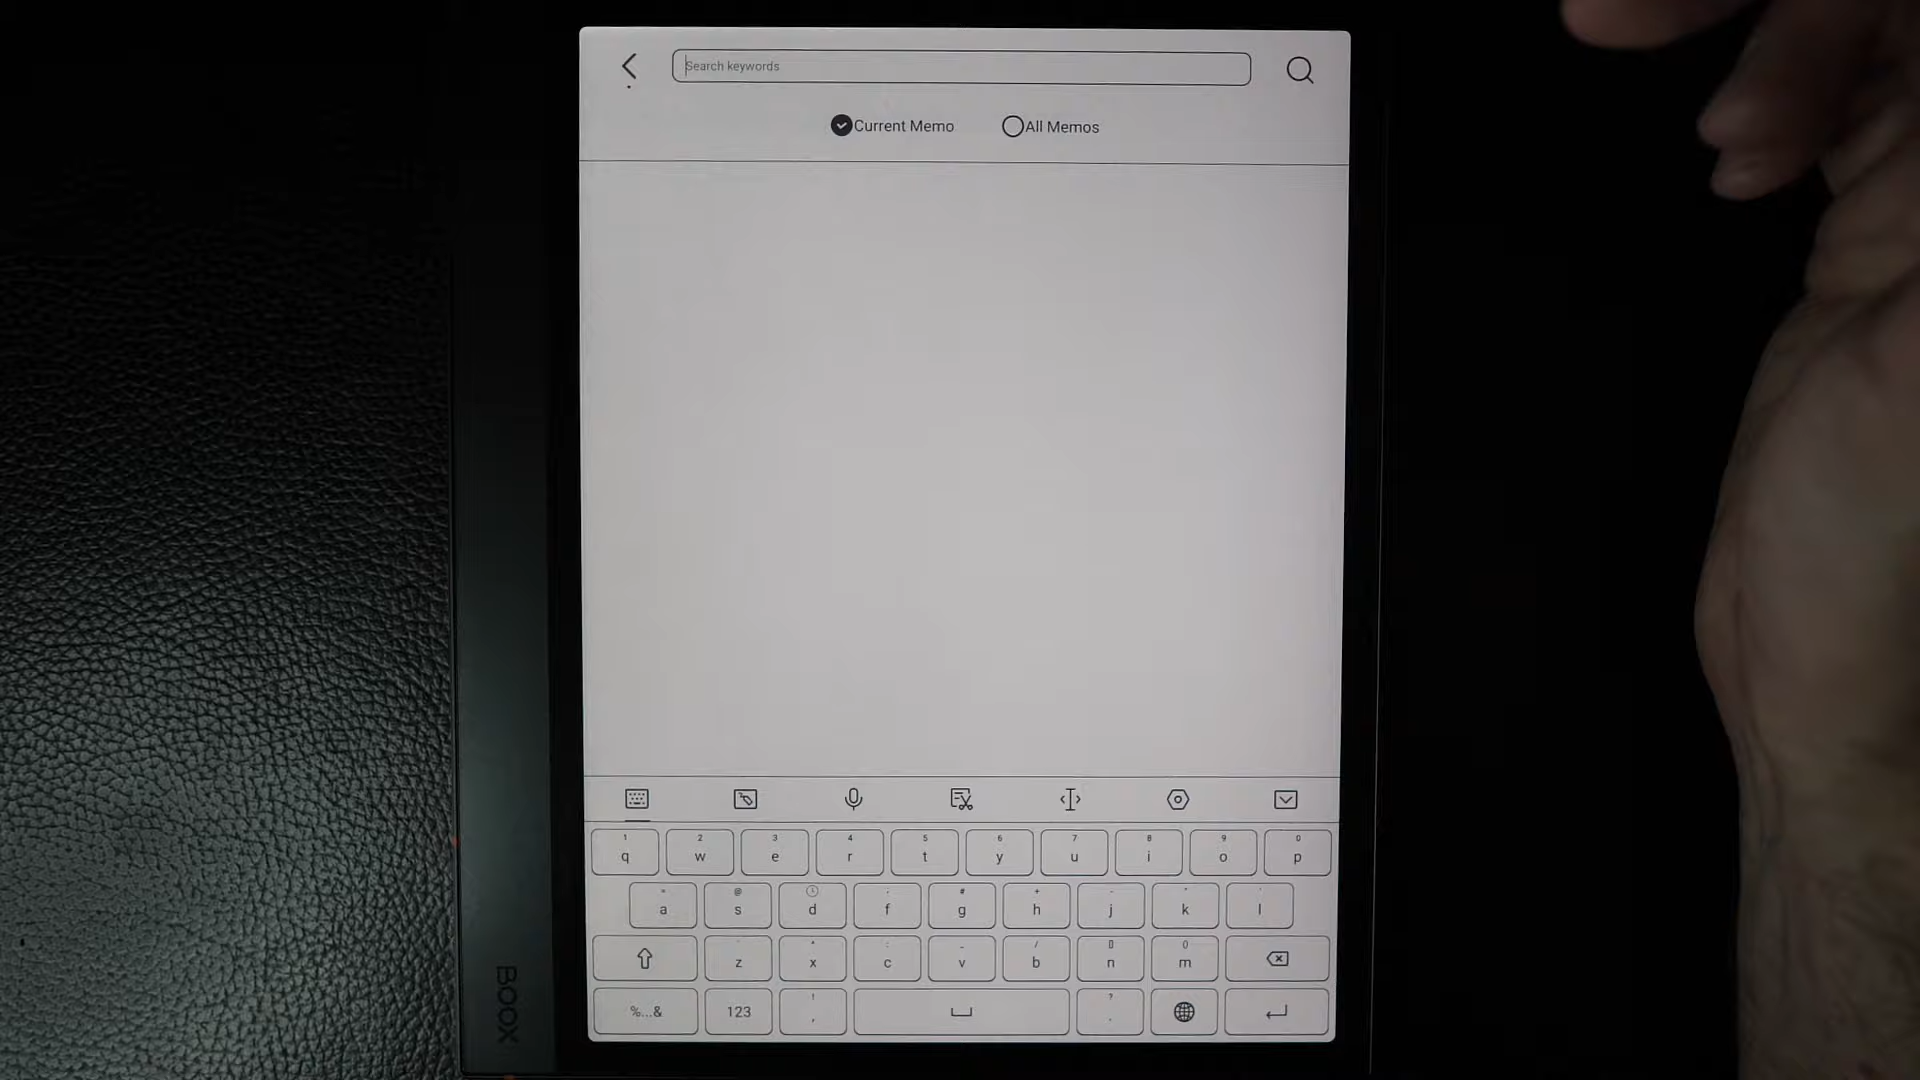 Search keywords
Current Memo
All Memos
1 2 3 4 5 6 7 8 9 0
q w e r t y u i o p
@ # + -
a s d f g h j k l
* : - / [] ()
z x c v b n m
! ?
%...& 123 , .
BOOX